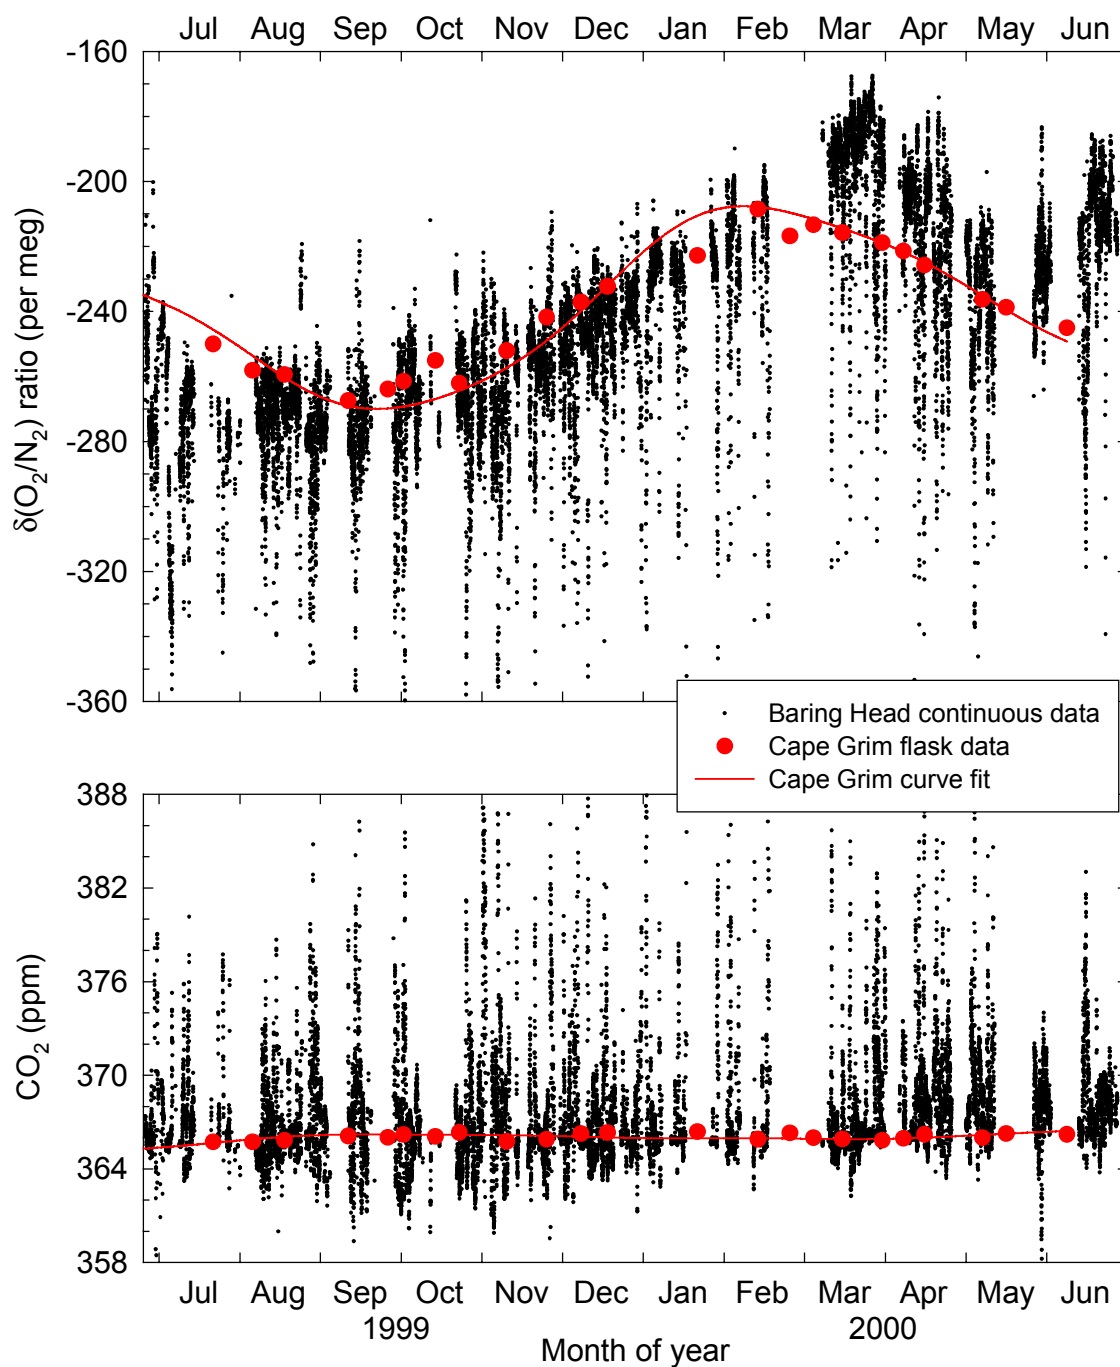 Jul Aug Sep Oct Nov Dec Jan Feb Mar Apr May Jun
-160
-200
-240
-280
-320
-360
δ(O₂/N₂) ratio (per meg)
Baring Head continuous data
Cape Grim flask data
Cape Grim curve fit
388
382
376
370
364
358
CO₂ (ppm)
Jul Aug Sep Oct Nov Dec Jan Feb Mar Apr May Jun
1999 2000
Month of year